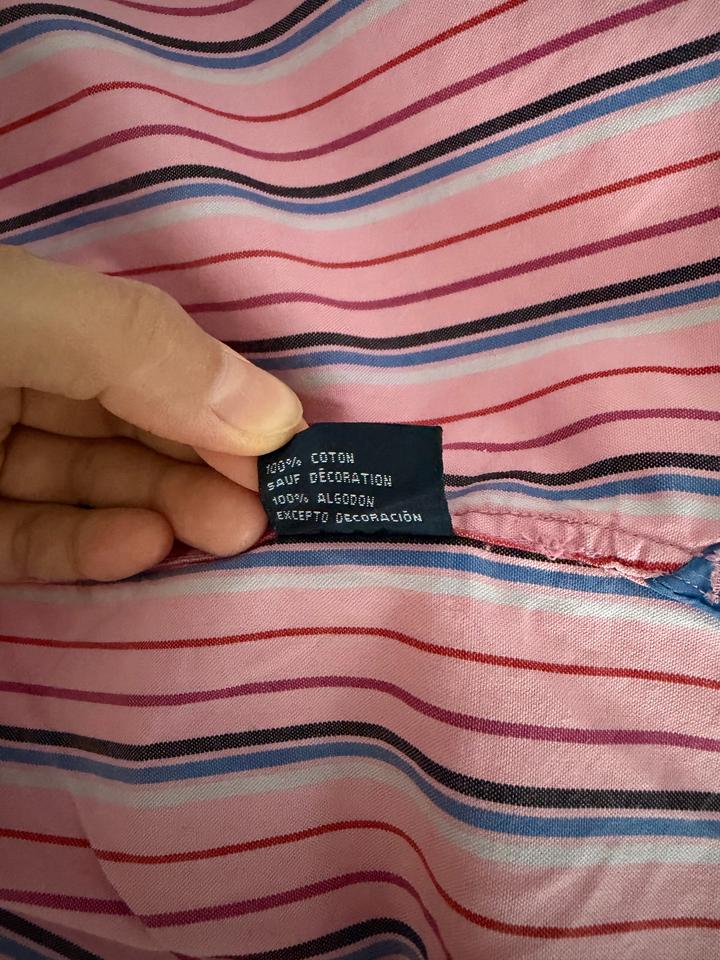 100% COTON
SAUF DÉCORATION
100% ALGODON
EXCEPTO DECORACIÓN